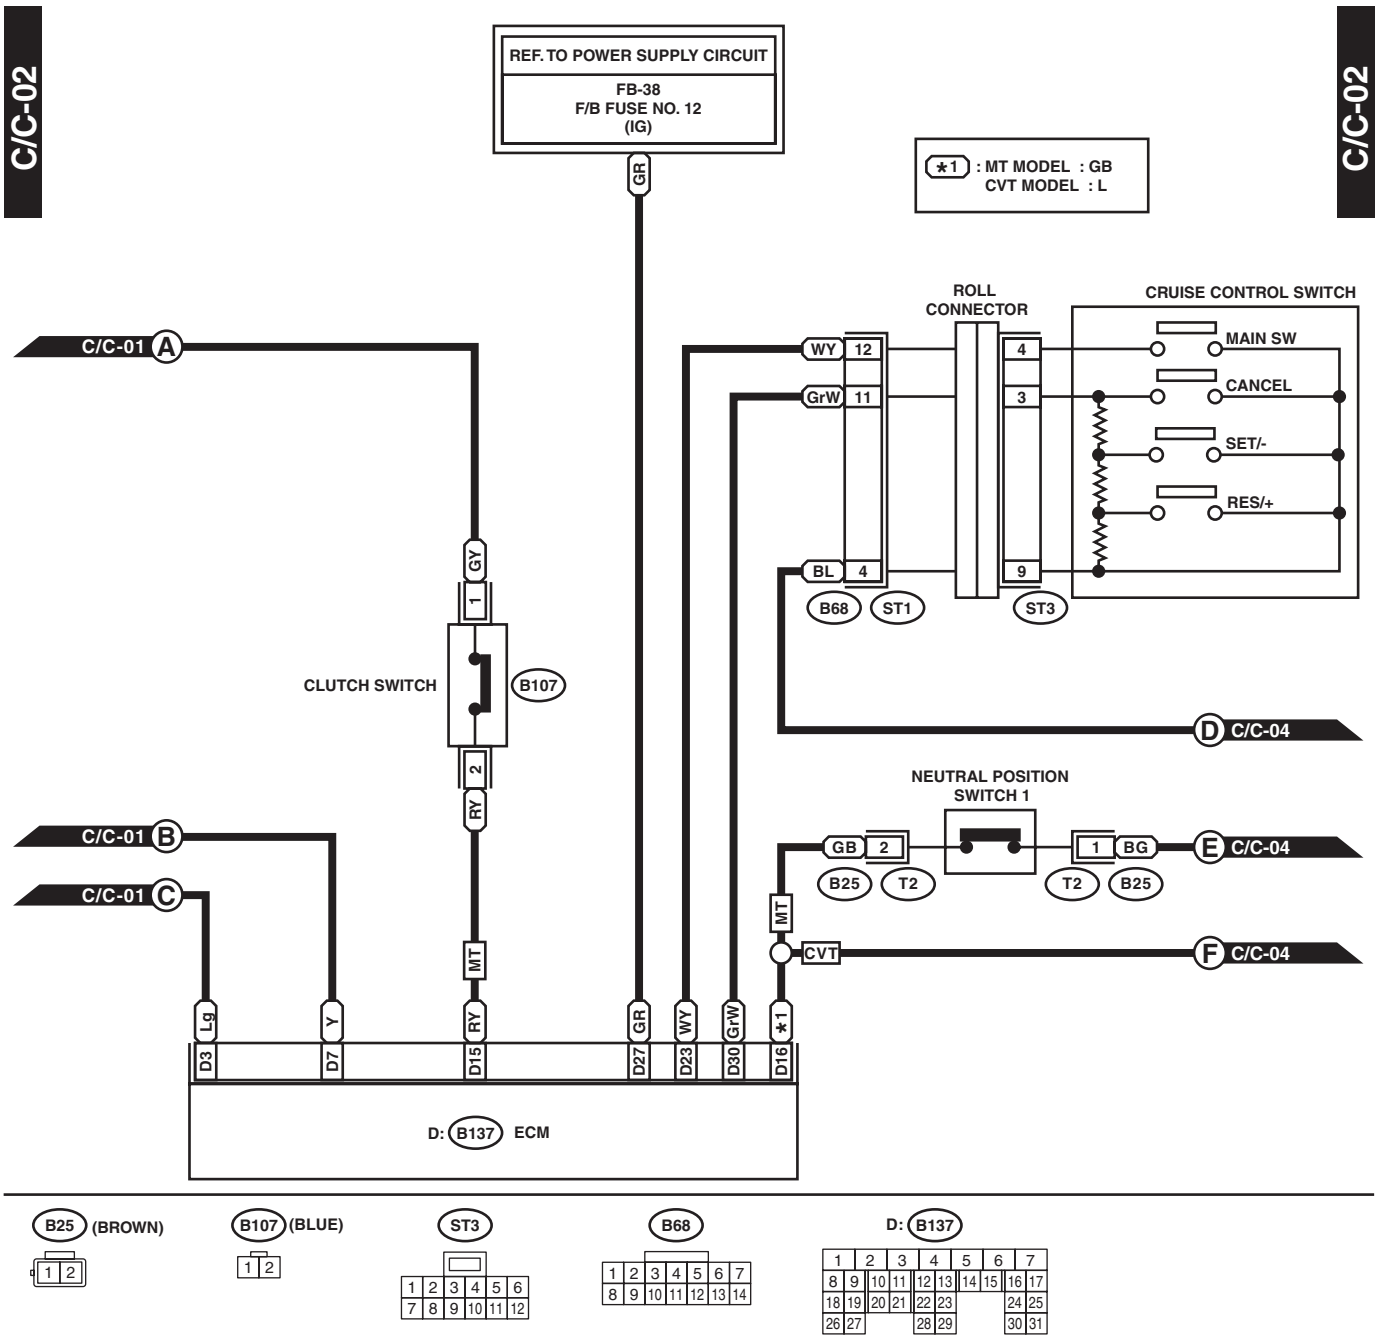 C/C-02
C/C-02
REF. TO POWER SUPPLY CIRCUIT
FB-38
F/B FUSE NO. 12
(IG)
GR
*1 : MT MODEL : GB
CVT MODEL : L
ROLL
CONNECTOR
CRUISE CONTROL SWITCH
C/C-01 A
WY 12
4
MAIN SW
GrW 11
3
CANCEL
SET/-
RES/+
GY
1
BL 4
9
B68 ST1
ST3
CLUTCH SWITCH
B107
D C/C-04
2
RY
NEUTRAL POSITION
SWITCH 1
C/C-01 B
GB 2
1 BG
E C/C-04
B25 T2
T2 B25
C/C-01 C
MT
MT
CVT
F C/C-04
Lg Y RY GR WY GrW *1
D3 D7 D15 D27 D23 D30 D16
D: B137 ECM
B25 (BROWN)
1 2
B107 (BLUE)
1 2
ST3
1 2 3 4 5 6
7 8 9 10 11 12
B68
1 2 3 4 5 6 7
8 9 10 11 12 13 14
D: B137
1 2 3 4 5 6 7
8 9 10 11 12 13 14 15 16 17
18 19 20 21 22 23 24 25
26 27 28 29 30 31